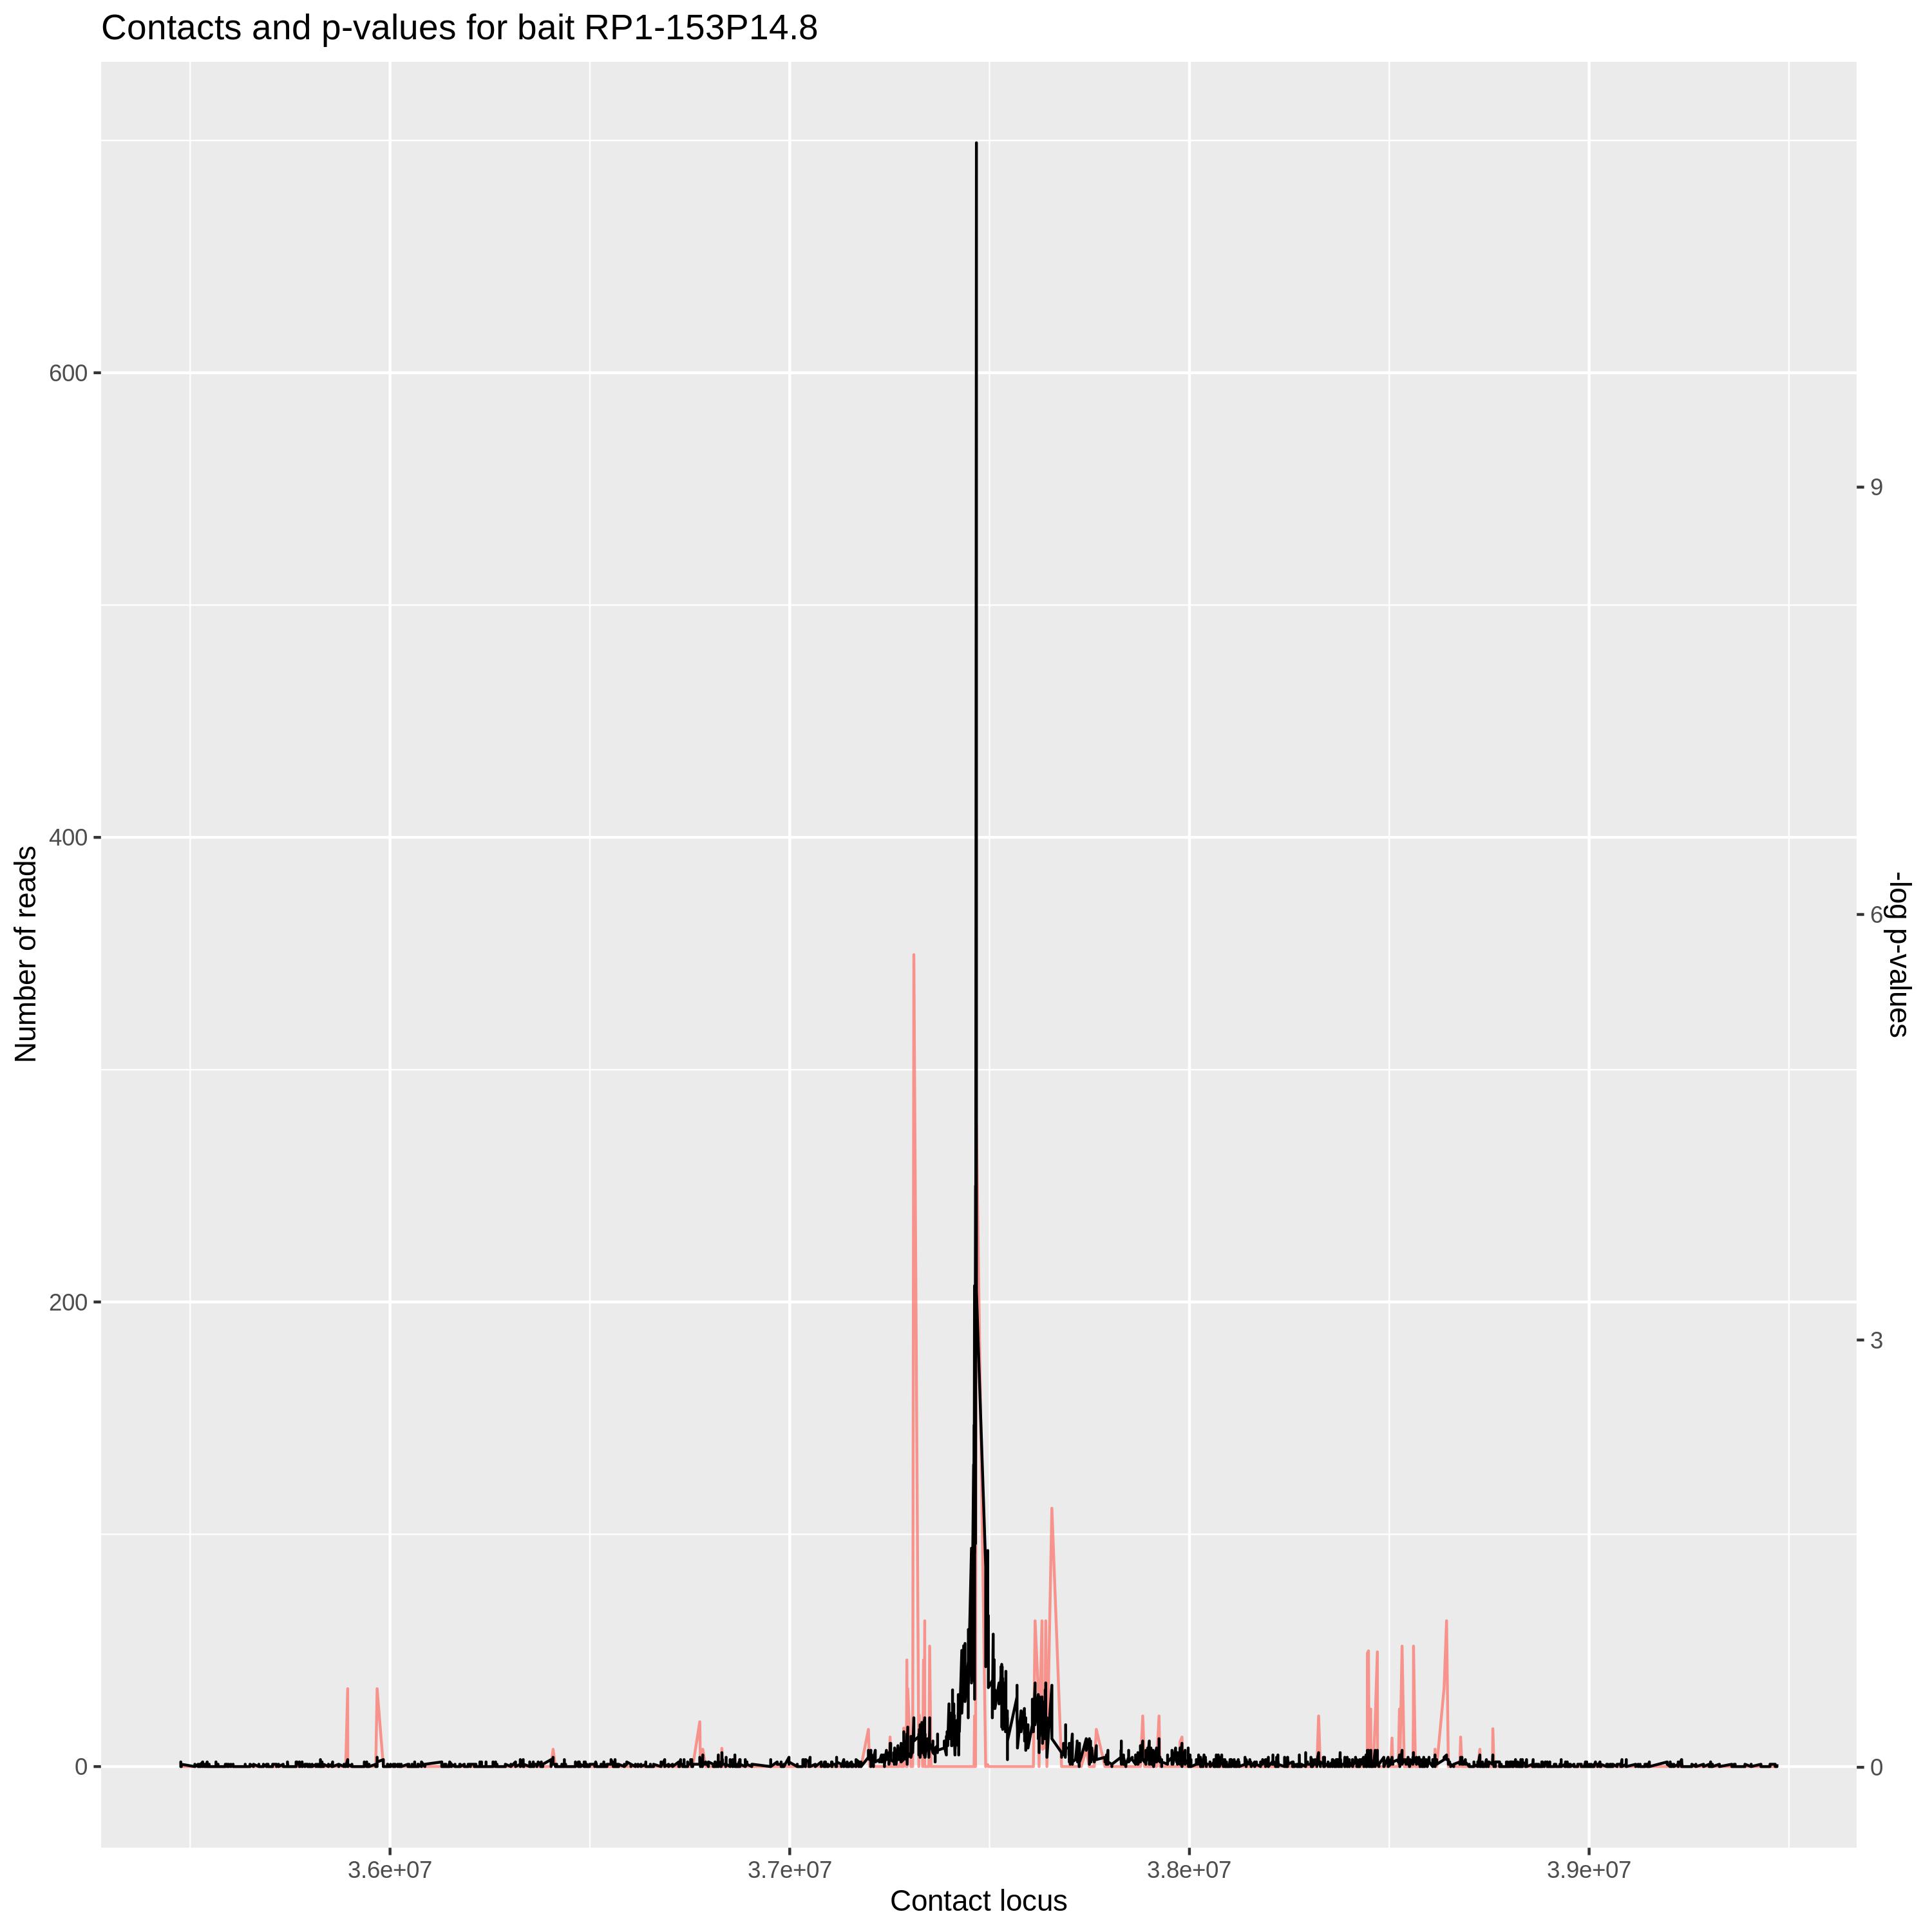 Contacts and p-values for bait RP1-153P14.8
Number of reads
600
400
200
0
9
6
3
0
-log p-values
3.6e+07
3.7e+07
3.8e+07
3.9e+07
Contact locus